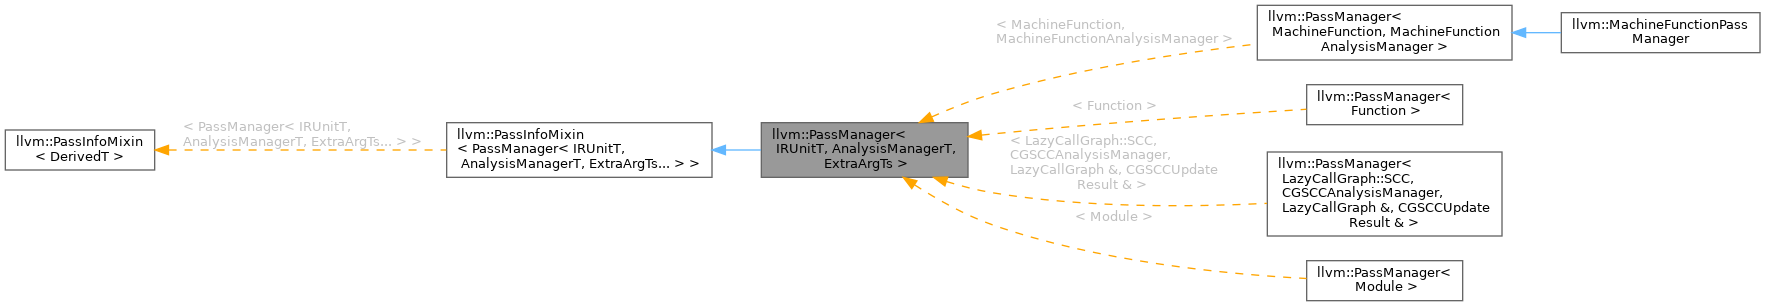 llvm::PassInfoMixin
< DerivedT >
< PassManager< IRUnitT,
AnalysisManagerT, ExtraArgTs... > >
llvm::PassInfoMixin
< PassManager< IRUnitT,
AnalysisManagerT, ExtraArgTs... > >
llvm::PassManager<
IRUnitT, AnalysisManagerT,
ExtraArgTs >
< MachineFunction,
MachineFunctionAnalysisManager >
< Function >
< LazyCallGraph::SCC,
CGSCCAnalysisManager,
LazyCallGraph &, CGSCCUpdate
Result & >
< Module >
llvm::PassManager<
MachineFunction, MachineFunction
AnalysisManager >
llvm::MachineFunctionPass
Manager
llvm::PassManager<
Function >
llvm::PassManager<
LazyCallGraph::SCC,
CGSCCAnalysisManager,
LazyCallGraph &, CGSCCUpdate
Result & >
llvm::PassManager<
Module >